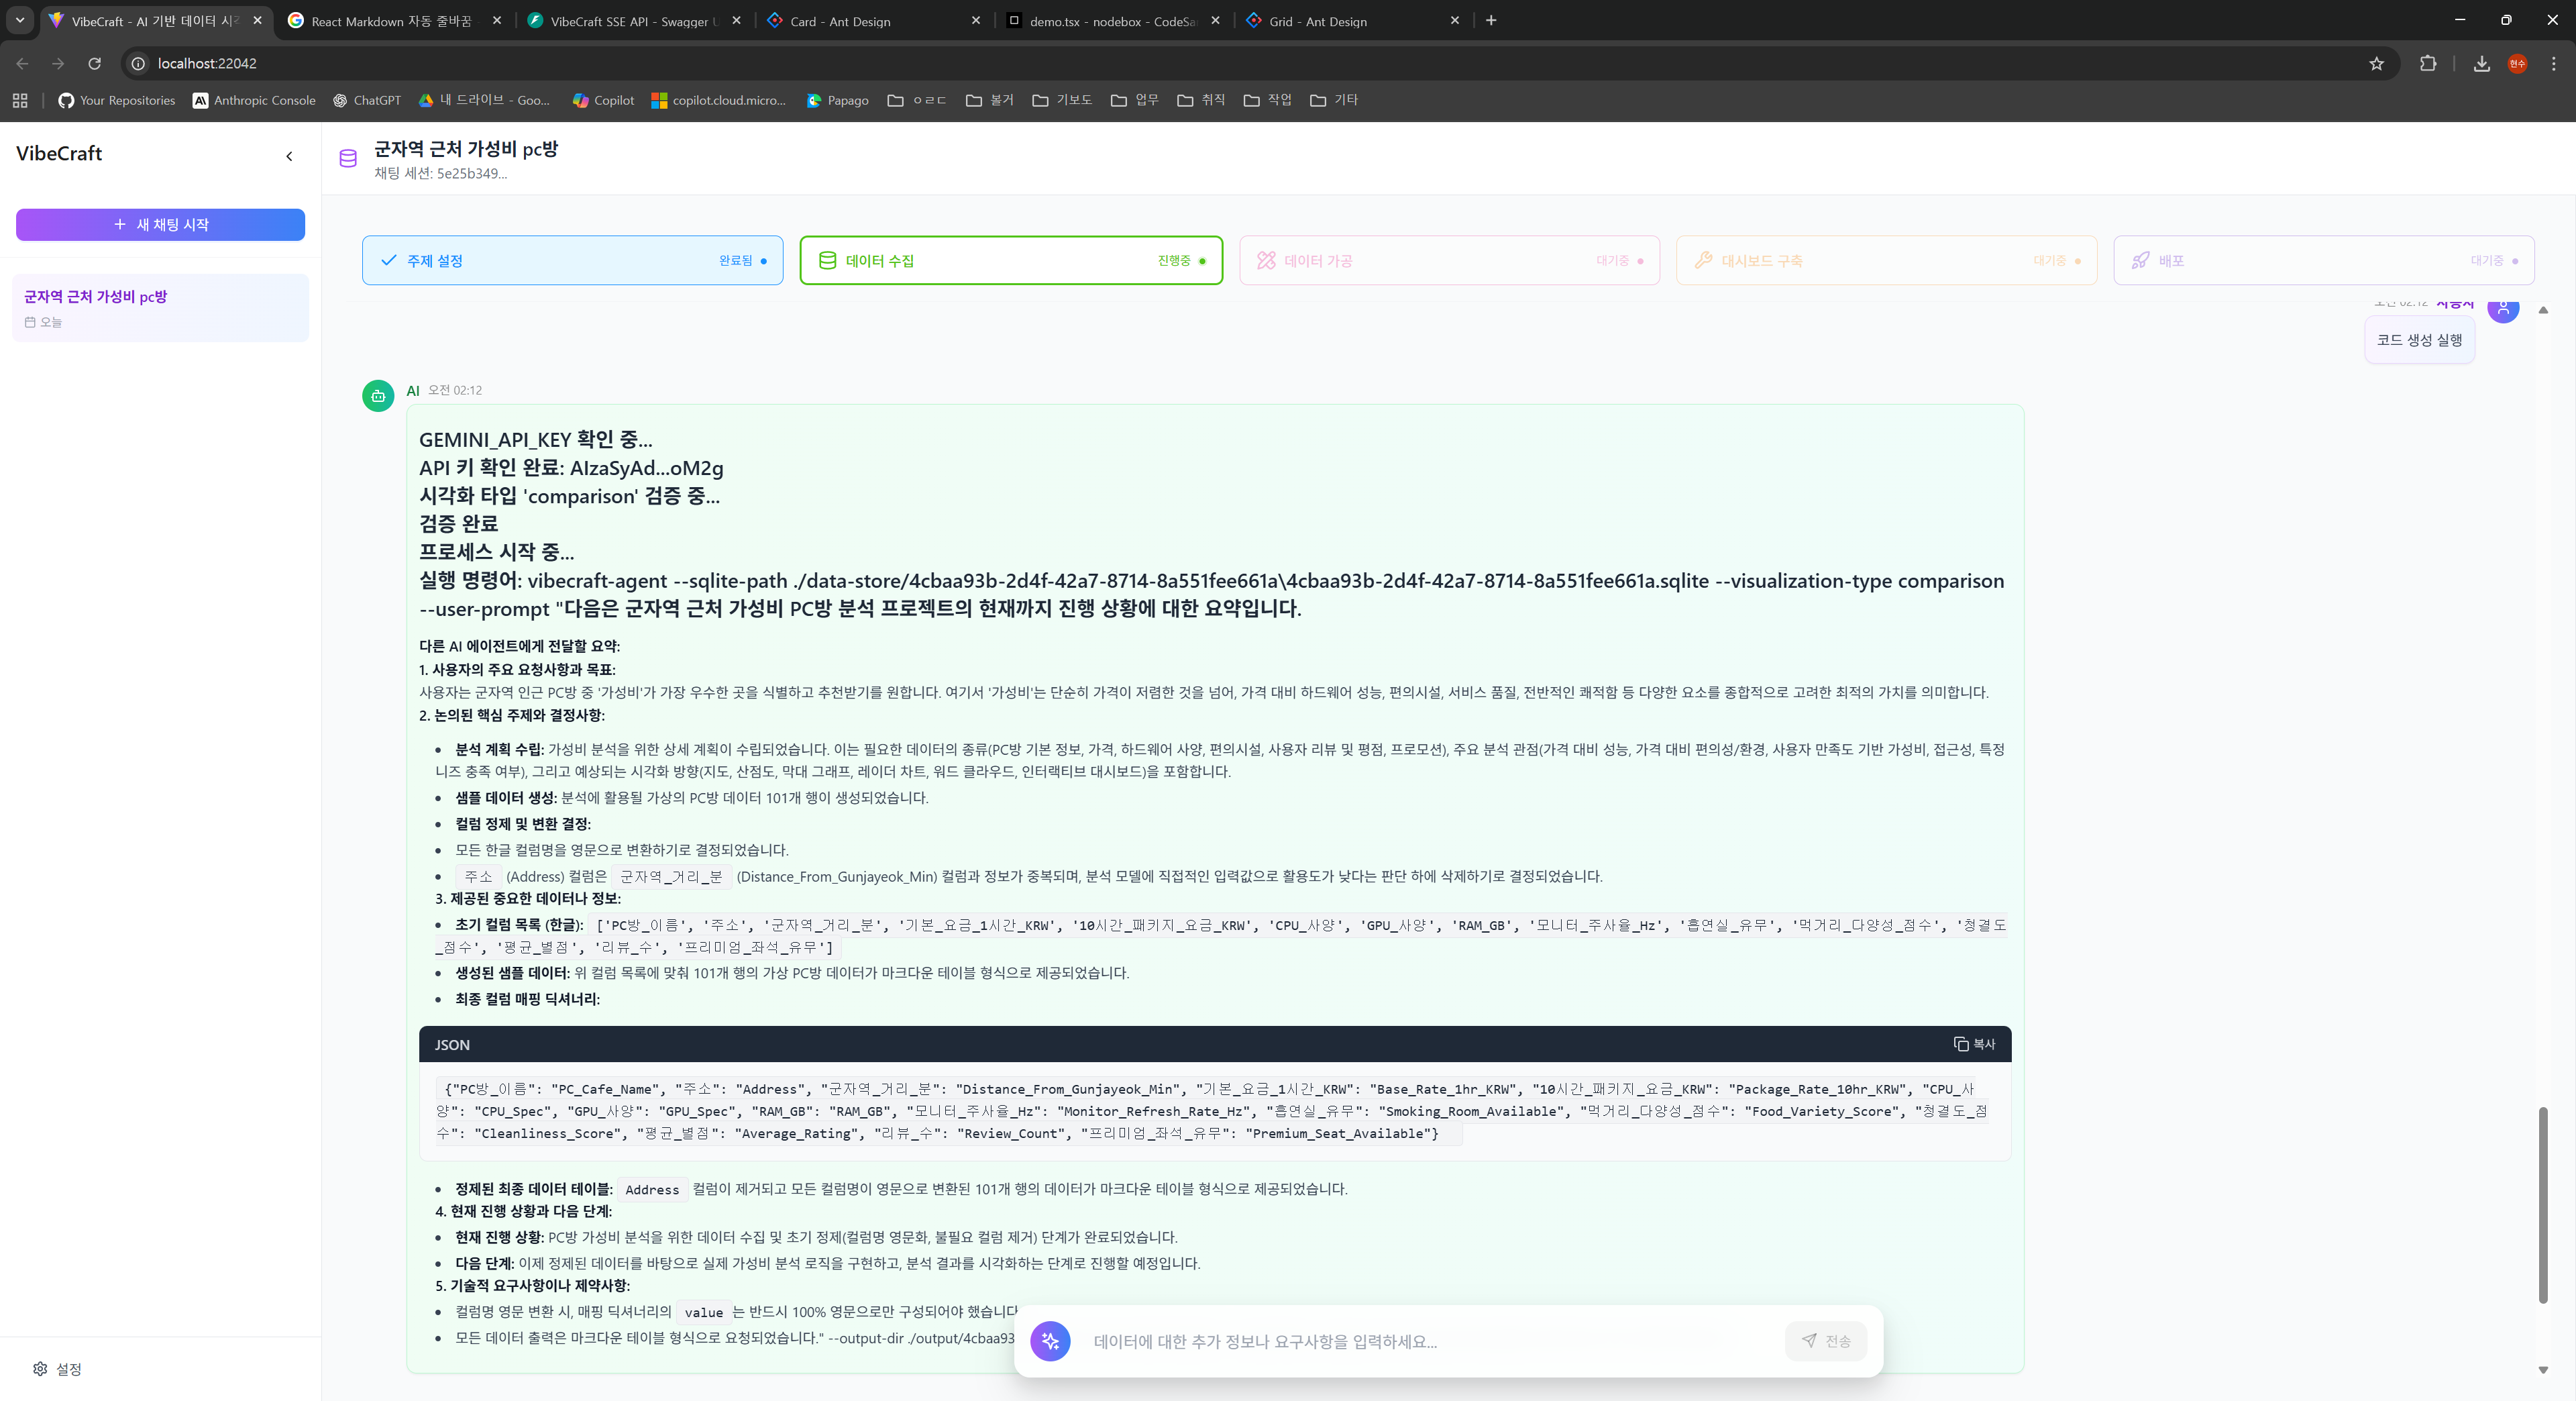 VibeCraft - AI 기반 데이터 시각
React Markdown 자동 줄바꿈
VibeCraft SSE API - Swagger U
Card - Ant Design
demo.tsx - nodebox - CodeSa
Grid - Ant Design
localhost:22042
현수
Your Repositories
Anthropic Console
ChatGPT
내 드라이브 - Goo...
Copilot
copilot.cloud.micro...
Papago
ㅇㄹㄷ
볼거
기보도
업무
취직
작업
기타
VibeCraft
+ 새 채팅 시작
군자역 근처 가성비 pc방
오늘
설정
군자역 근처 가성비 pc방
채팅 세션: 5e25b349...
주제 설정 완료됨
데이터 수집 진행중
데이터 가공 대기중
대시보드 구축 대기중
배포 대기중
오전 02:12 사용자
코드 생성 실행
AI 오전 02:12
GEMINI_API_KEY 확인 중...
API 키 확인 완료: AIzaSyAd...oM2g
시각화 타입 'comparison' 검증 중...
검증 완료
프로세스 시작 중...
실행 명령어: vibecraft-agent --sqlite-path ./data-store/4cbaa93b-2d4f-42a7-8714-8a551fee661a\4cbaa93b-2d4f-42a7-8714-8a551fee661a.sqlite --visualization-type comparison
--user-prompt "다음은 군자역 근처 가성비 PC방 분석 프로젝트의 현재까지 진행 상황에 대한 요약입니다.
다른 AI 에이전트에게 전달할 요약:
1. 사용자의 주요 요청사항과 목표:
사용자는 군자역 인근 PC방 중 '가성비'가 가장 우수한 곳을 식별하고 추천받기를 원합니다. 여기서 '가성비'는 단순히 가격이 저렴한 것을 넘어, 가격 대비 하드웨어 성능, 편의시설, 서비스 품질, 전반적인 쾌적함 등 다양한 요소를 종합적으로 고려한 최적의 가치를 의미합니다.
2. 논의된 핵심 주제와 결정사항:
• 분석 계획 수립: 가성비 분석을 위한 상세 계획이 수립되었습니다. 이는 필요한 데이터의 종류(PC방 기본 정보, 가격, 하드웨어 사양, 편의시설, 사용자 리뷰 및 평점, 프로모션), 주요 분석 관점(가격 대비 성능, 가격 대비 편의성/환경, 사용자 만족도 기반 가성비, 접근성, 특정
니즈 충족 여부), 그리고 예상되는 시각화 방향(지도, 산점도, 막대 그래프, 레이더 차트, 워드 클라우드, 인터랙티브 대시보드)을 포함합니다.
• 샘플 데이터 생성: 분석에 활용될 가상의 PC방 데이터 101개 행이 생성되었습니다.
• 컬럼 정제 및 변환 결정:
• 모든 한글 컬럼명을 영문으로 변환하기로 결정되었습니다.
• 주소 (Address) 컬럼은 군자역_거리_분 (Distance_From_Gunjayeok_Min) 컬럼과 정보가 중복되며, 분석 모델에 직접적인 입력값으로 활용도가 낮다는 판단 하에 삭제하기로 결정되었습니다.
3. 제공된 중요한 데이터나 정보:
• 초기 컬럼 목록 (한글): ['PC방_이름', '주소', '군자역_거리_분', '기본_요금_1시간_KRW', '10시간_패키지_요금_KRW', 'CPU_사양', 'GPU_사양', 'RAM_GB', '모니터_주사율_Hz', '흡연실_유무', '먹거리_다양성_점수', '청결도
_점수', '평균_별점', '리뷰_수', '프리미엄_좌석_유무']
• 생성된 샘플 데이터: 위 컬럼 목록에 맞춰 101개 행의 가상 PC방 데이터가 마크다운 테이블 형식으로 제공되었습니다.
• 최종 컬럼 매핑 딕셔너리:
JSON 복사
{"PC방_이름": "PC_Cafe_Name", "주소": "Address", "군자역_거리_분": "Distance_From_Gunjayeok_Min", "기본_요금_1시간_KRW": "Base_Rate_1hr_KRW", "10시간_패키지_요금_KRW": "Package_Rate_10hr_KRW", "CPU_사
양": "CPU_Spec", "GPU_사양": "GPU_Spec", "RAM_GB": "RAM_GB", "모니터_주사율_Hz": "Monitor_Refresh_Rate_Hz", "흡연실_유무": "Smoking_Room_Available", "먹거리_다양성_점수": "Food_Variety_Score", "청결도_점
수": "Cleanliness_Score", "평균_별점": "Average_Rating", "리뷰_수": "Review_Count", "프리미엄_좌석_유무": "Premium_Seat_Available"}
• 정제된 최종 데이터 테이블: Address 컬럼이 제거되고 모든 컬럼명이 영문으로 변환된 101개 행의 데이터가 마크다운 테이블 형식으로 제공되었습니다.
4. 현재 진행 상황과 다음 단계:
• 현재 진행 상황: PC방 가성비 분석을 위한 데이터 수집 및 초기 정제(컬럼명 영문화, 불필요 컬럼 제거) 단계가 완료되었습니다.
• 다음 단계: 이제 정제된 데이터를 바탕으로 실제 가성비 분석 로직을 구현하고, 분석 결과를 시각화하는 단계로 진행할 예정입니다.
5. 기술적 요구사항이나 제약사항:
• 컬럼명 영문 변환 시, 매핑 딕셔너리의 value 는 반드시 100% 영문으로만 구성되어야 했습니다
• 모든 데이터 출력은 마크다운 테이블 형식으로 요청되었습니다." --output-dir ./output/4cbaa93
데이터에 대한 추가 정보나 요구사항을 입력하세요...
전송